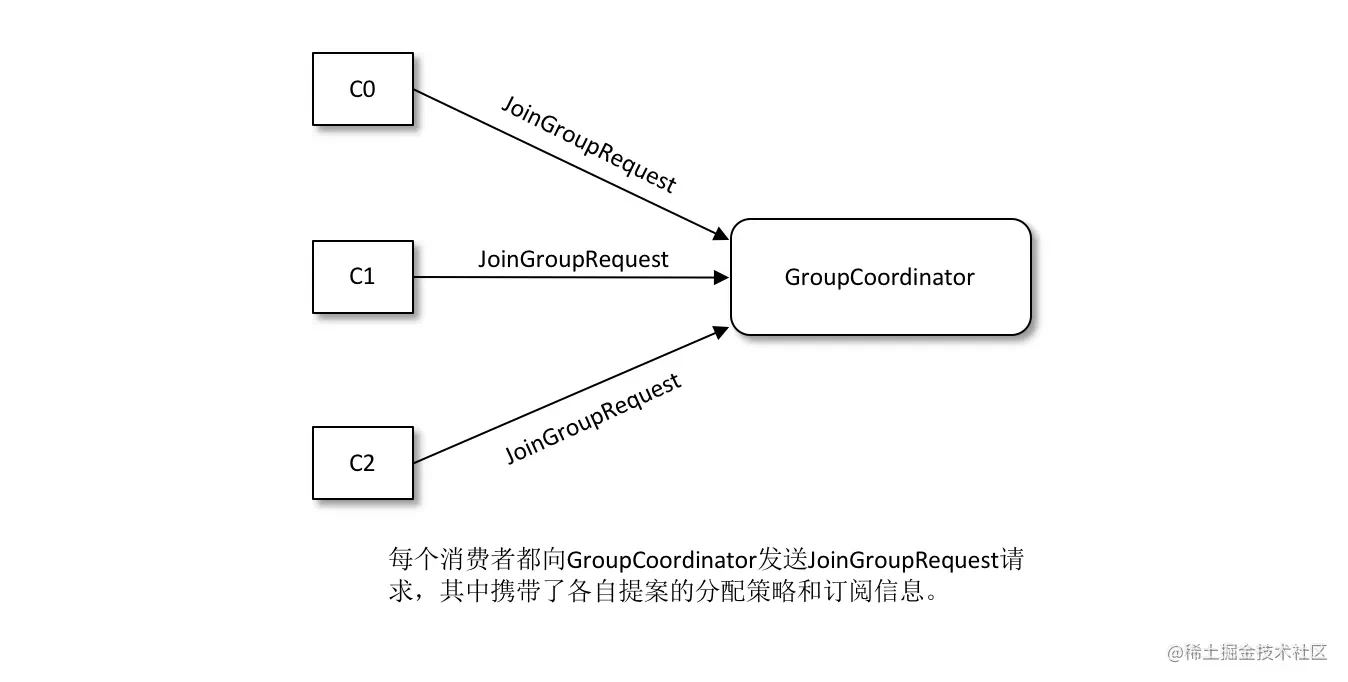 C0
JoinGroupRequest
C1
JoinGroupRequest
GroupCoordinator
C2
JoinGroupRequest
每个消费者都向GroupCoordinator发送JoinGroupRequest请
求，其中携带了各自提案的分配策略和订阅信息。
@稀土掘金技术社区